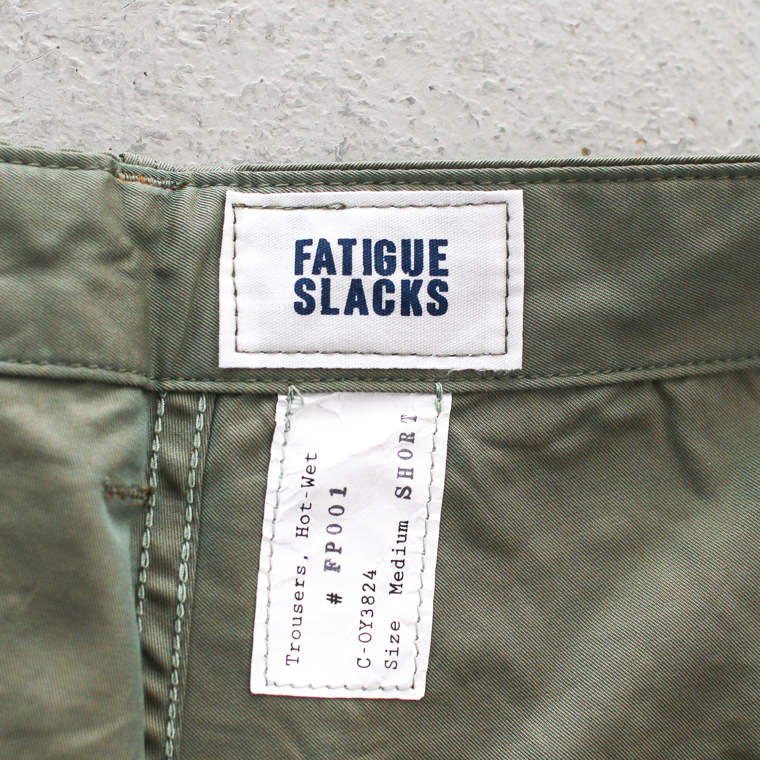 FATIGUE
SLACKS
Trousers, Hot-Wet
# FP001
C-OY3824
Size Medium SHORT